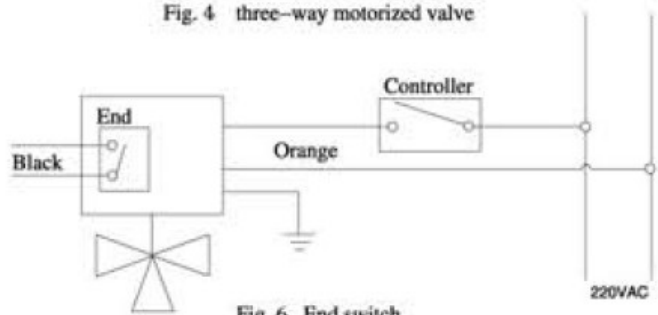 Fig. 4 three-way motorized valve
Controller
End
Orange
Black
220VAC
Fig. 6 End switch